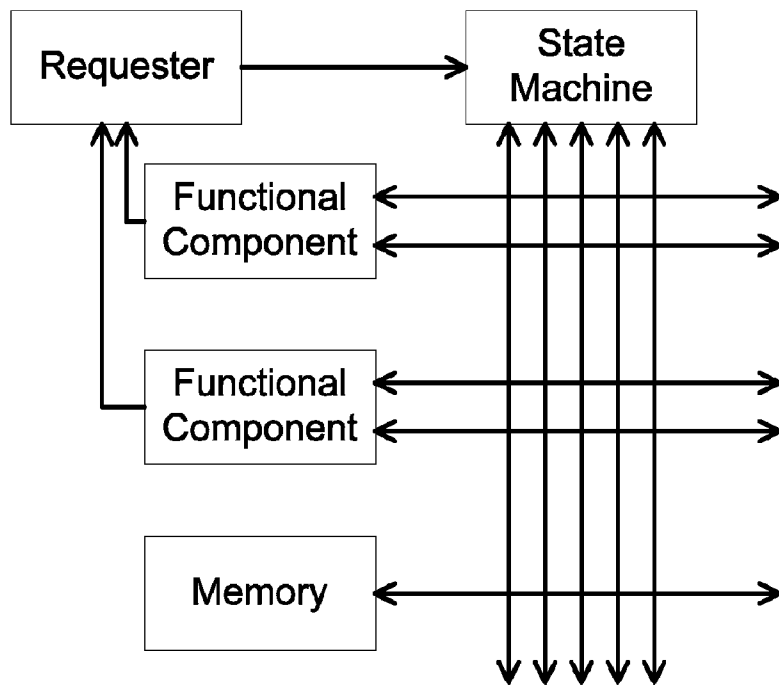 Requester
State
Machine
Functional
Component
Functional
Component
Memory